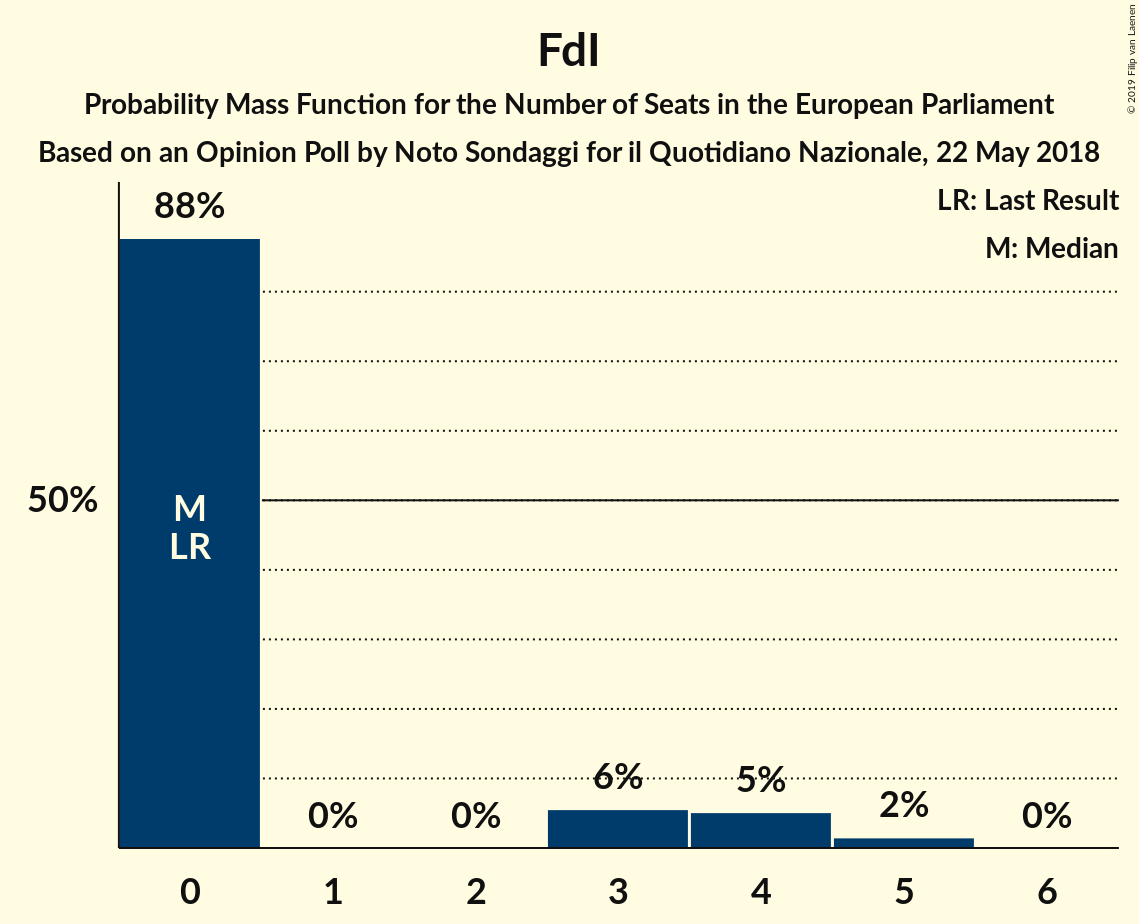 FdI
Probability Mass Function for the Number of Seats in the European Parliament
Based on an Opinion Poll by Noto Sondaggi for il Quotidiano Nazionale, 22 May 2018
© 2019 Filip van Laenen
LR: Last Result
M: Median
88%
50%
M
LR
0%
0%
6%
5%
2%
0%
0
1
2
3
4
5
6